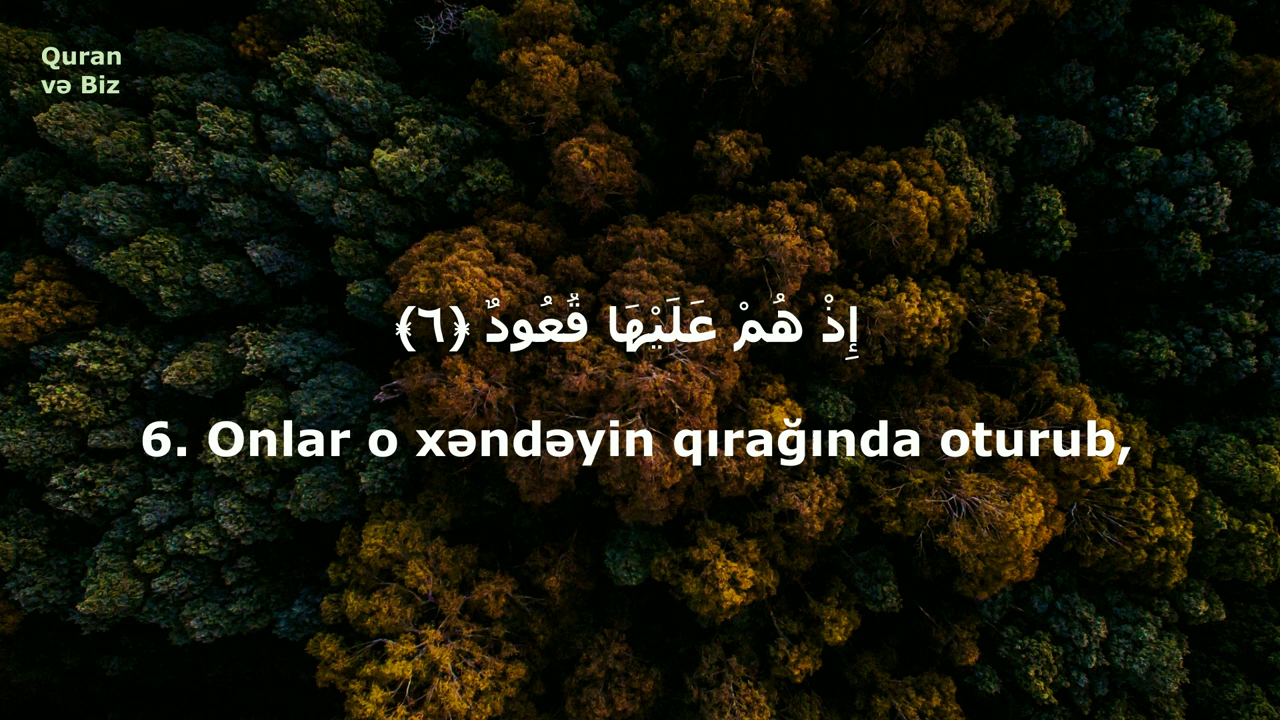 Quran
və Biz
إِذْ هُمْ عَلَيْهَا قُعُودٌ ﴿٦﴾
6. Onlar o xəndəyin qırağında oturub,